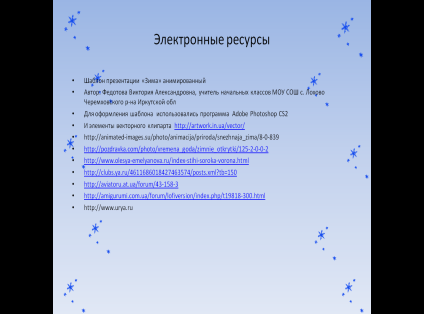 Электронные ресурсы
Шаблон презентации «Зима» анимированный
Автор: Федотова Виктория Александровна, учитель начальных классов МОУ СОШ с. Лохово
Черемховского р-на Иркутской обл
Для оформления шаблона использовались программа Adobe Photoshop CS2
И элементы векторного клипарта http://artwork.in.ua/vector/
http://animated-images.su/photo/animacija/priroda/snezhnaja_zima/8-0-839
http://pozdravka.com/photo/vremena_goda/zimnie_otkritki/125-2-0-0-2
http://www.olesya-emelyanova.ru/index-stihi-soroka-vorona.html
http://clubs.ya.ru/4611686018427463574/posts.xml?tb=150
http://aviatoru.at.ua/forum/43-158-3
http://amigurumi.com.ua/forum/lofiversion/index.php/t19818-300.html
http://www.urya.ru